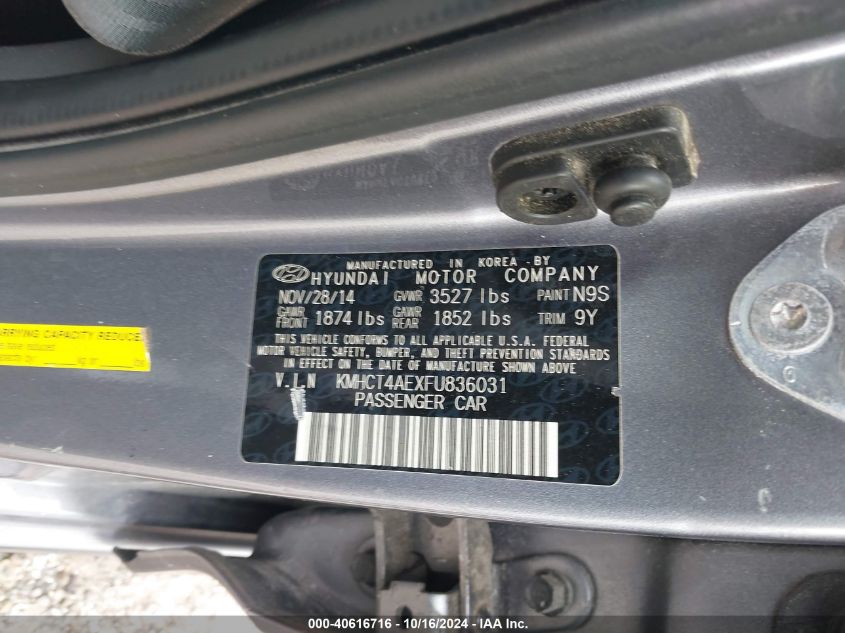 MANUFACTURED IN KOREA - BY
HYUNDAI MOTOR COMPANY
NOV/28/14 GVWR 3527 lbs PAINT N9S
GAWR FRONT 1874 lbs GAWR REAR 1852 lbs TRIM 9Y
THIS VEHICLE CONFORMS TO ALL APPLICABLE U.S.A. FEDERAL
MOTOR VEHICLE SAFETY, BUMPER, AND THEFT PREVENTION STANDARDS
IN EFFECT ON THE DATE OF MANUFACTURE SHOWN ABOVE.
V.I.N KMHCT4AEXFU836031
PASSENGER CAR
CAPACITY REDUCED
000-40616716 - 10/16/2024 - IAA